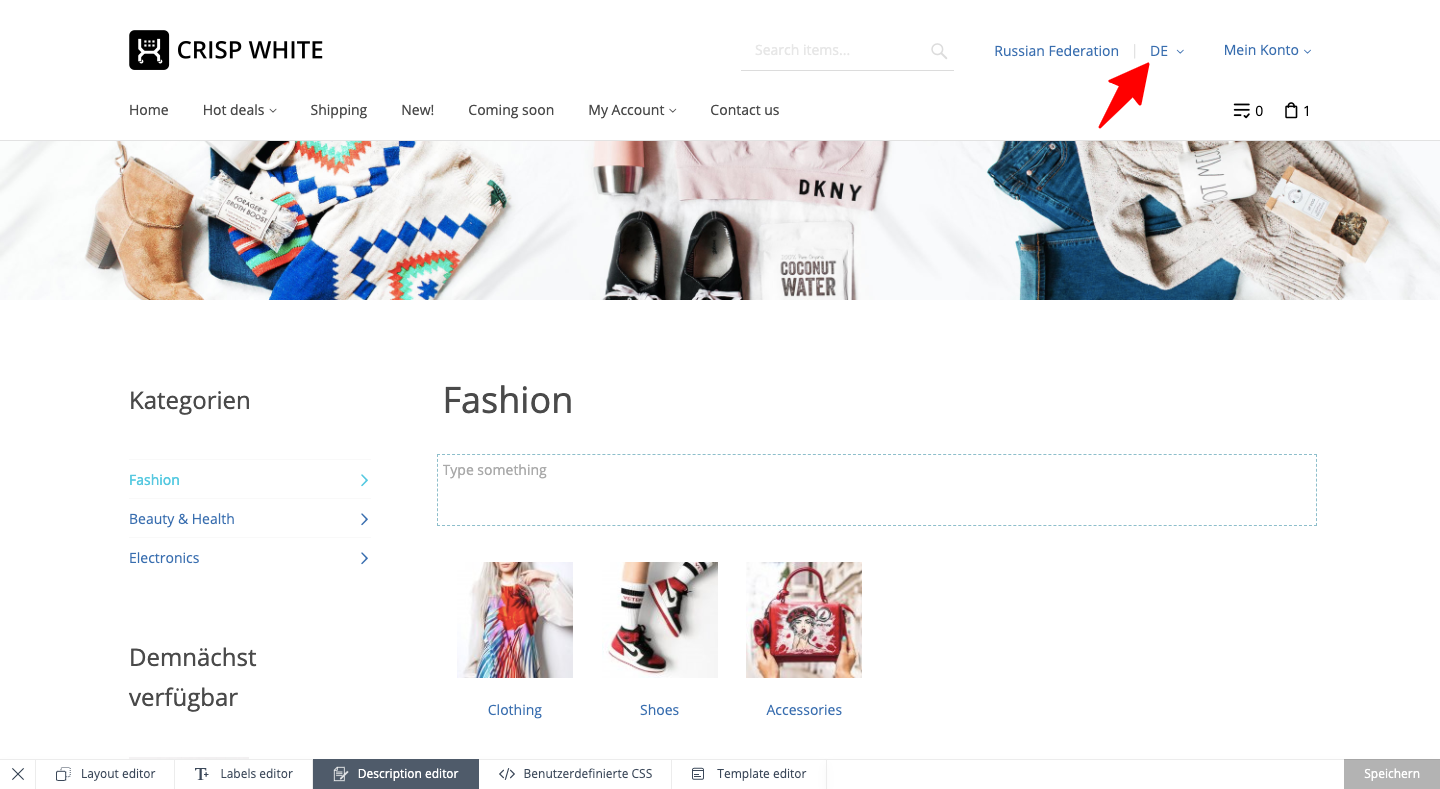 CRISP WHITE
Search items...
Russian Federation
DE
Mein Konto
Home
Hot deals
Shipping
New!
Coming soon
My Account
Contact us
0
1
FORAGER'S
BROTH BOOST
DKNY
COCONUT
WATER
Kategorien
Fashion
Fashion
Beauty & Health
Electronics
Type something
Clothing
Shoes
Accessories
Demnächst
verfügbar
Layout editor
Labels editor
Description editor
Benutzerdefinierte CSS
Template editor
Speichern